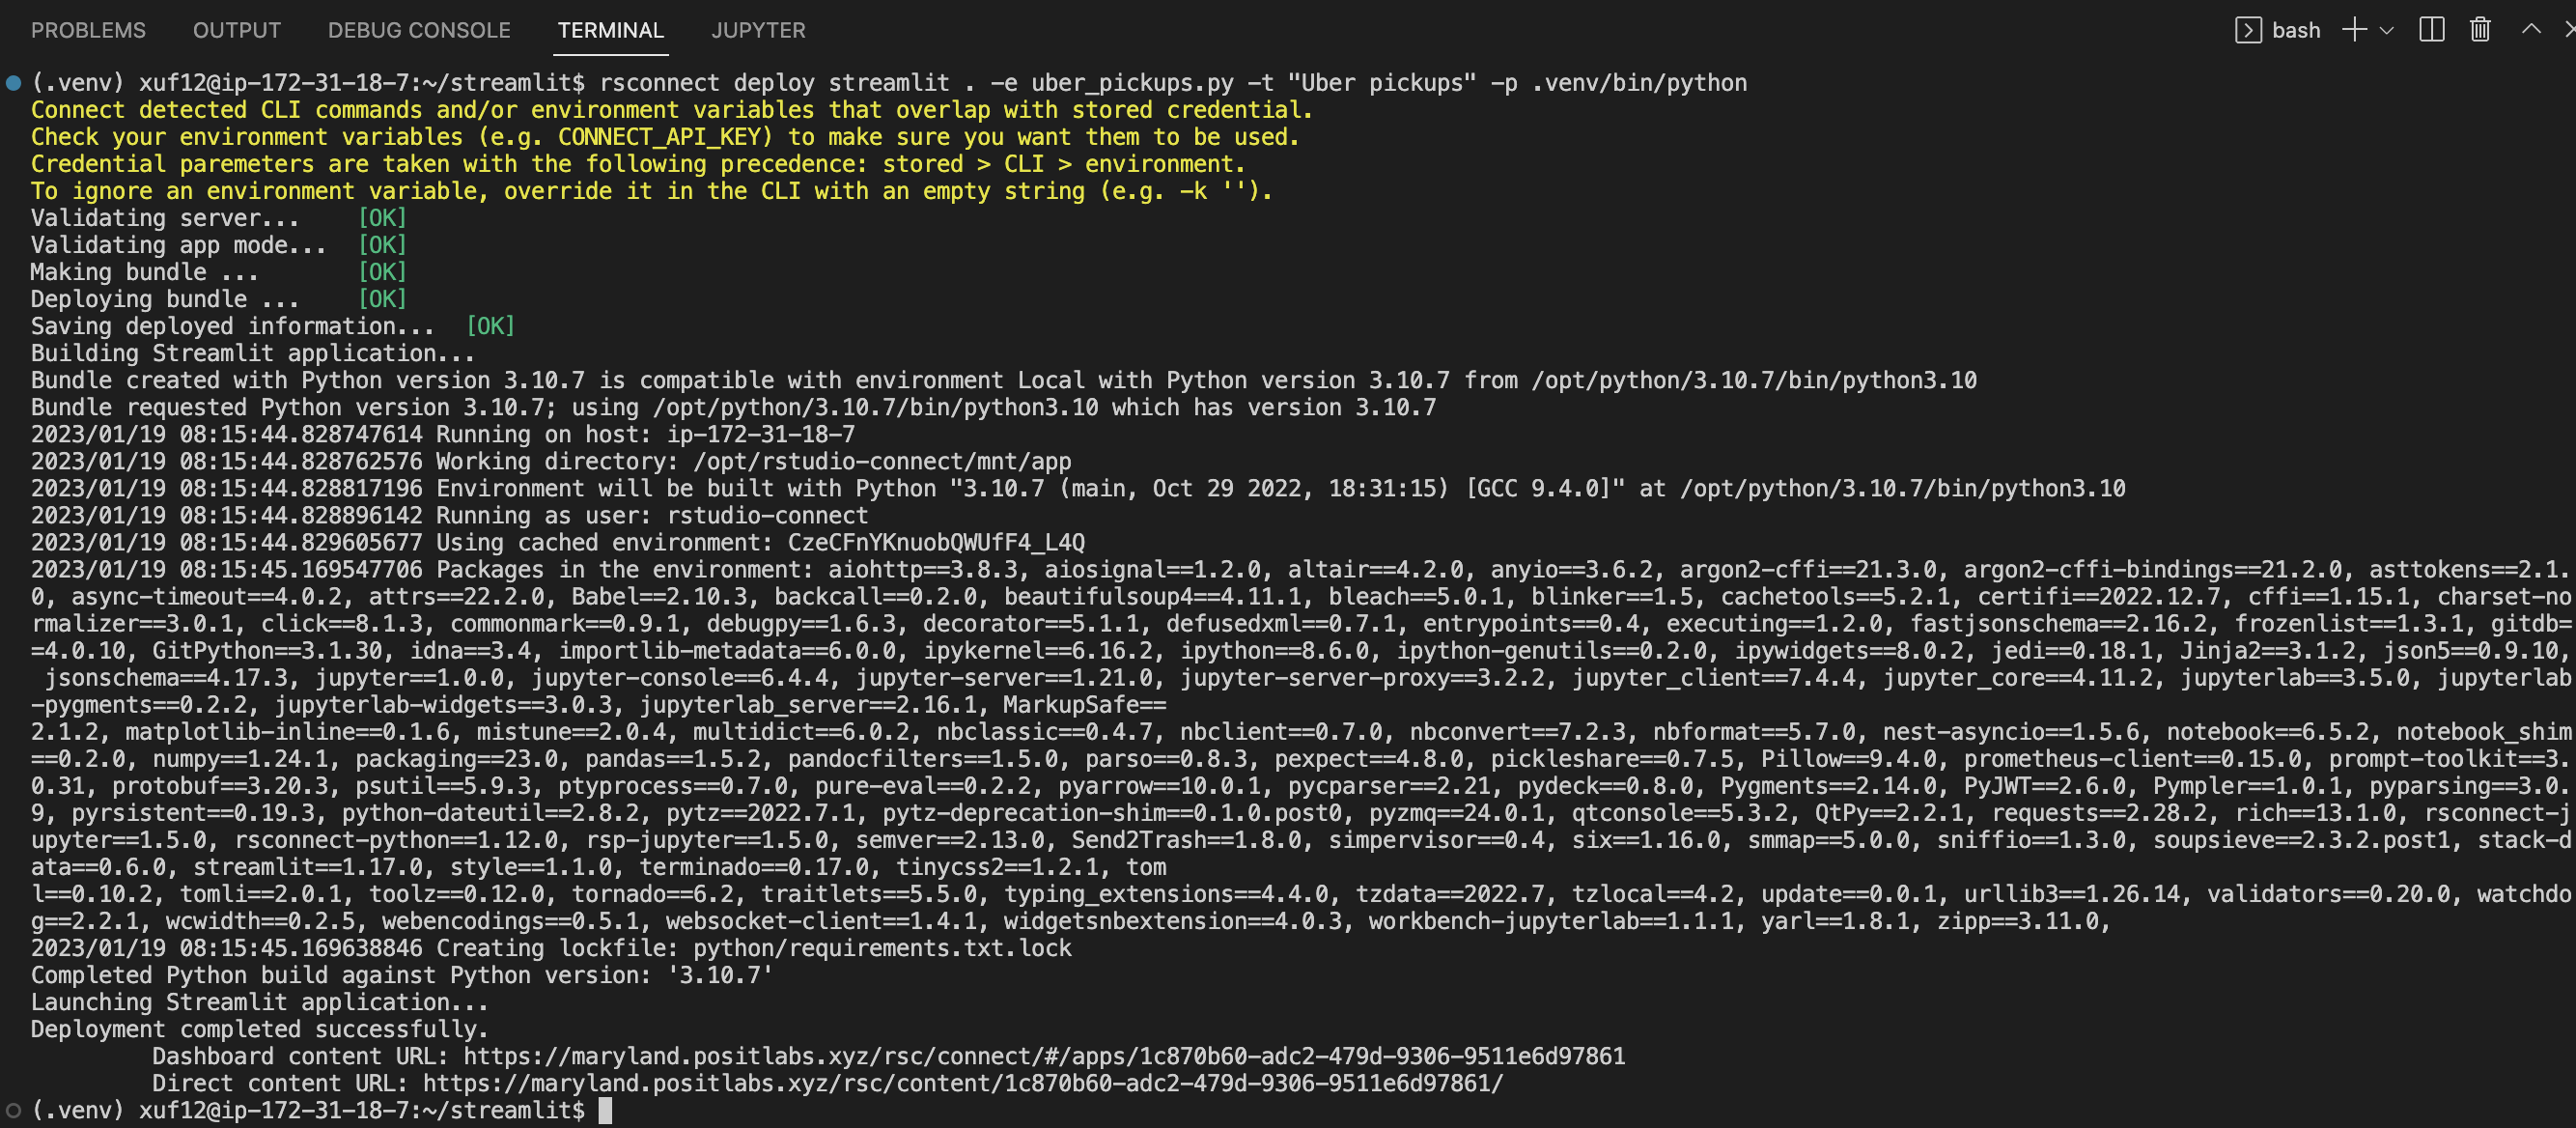 PROBLEMS OUTPUT DEBUG CONSOLE TERMINAL JUPYTER bash
(.venv) xuf12@ip-172-31-18-7:~/streamlit$ rsconnect deploy streamlit . -e uber_pickups.py -t "Uber pickups" -p .venv/bin/python
Connect detected CLI commands and/or environment variables that overlap with stored credential.
Check your environment variables (e.g. CONNECT_API_KEY) to make sure you want them to be used.
Credential paremeters are taken with the following precedence: stored > CLI > environment.
To ignore an environment variable, override it in the CLI with an empty string (e.g. -k '').
Validating server... [OK]
Validating app mode... [OK]
Making bundle ... [OK]
Deploying bundle ... [OK]
Saving deployed information... [OK]
Building Streamlit application...
Bundle created with Python version 3.10.7 is compatible with environment Local with Python version 3.10.7 from /opt/python/3.10.7/bin/python3.10
Bundle requested Python version 3.10.7; using /opt/python/3.10.7/bin/python3.10 which has version 3.10.7
2023/01/19 08:15:44.828747614 Running on host: ip-172-31-18-7
2023/01/19 08:15:44.828762576 Working directory: /opt/rstudio-connect/mnt/app
2023/01/19 08:15:44.828817196 Environment will be built with Python "3.10.7 (main, Oct 29 2022, 18:31:15) [GCC 9.4.0]" at /opt/python/3.10.7/bin/python3.10
2023/01/19 08:15:44.828896142 Running as user: rstudio-connect
2023/01/19 08:15:44.829605677 Using cached environment: CzeCFnYKnuobQWUfF4_L4Q
2023/01/19 08:15:45.169547706 Packages in the environment: aiohttp==3.8.3, aiosignal==1.2.0, altair==4.2.0, anyio==3.6.2, argon2-cffi==21.3.0, argon2-cffi-bindings==21.2.0, asttokens==2.1.
0, async-timeout==4.0.2, attrs==22.2.0, Babel==2.10.3, backcall==0.2.0, beautifulsoup4==4.11.1, bleach==5.0.1, blinker==1.5, cachetools==5.2.1, certifi==2022.12.7, cffi==1.15.1, charset-no
rmalizer==3.0.1, click==8.1.3, commonmark==0.9.1, debugpy==1.6.3, decorator==5.1.1, defusedxml==0.7.1, entrypoints==0.4, executing==1.2.0, fastjsonschema==2.16.2, frozenlist==1.3.1, gitdb=
=4.0.10, GitPython==3.1.30, idna==3.4, importlib-metadata==6.0.0, ipykernel==6.16.2, ipython==8.6.0, ipython-genutils==0.2.0, ipywidgets==8.0.2, jedi==0.18.1, Jinja2==3.1.2, json5==0.9.10,
jsonschema==4.17.3, jupyter==1.0.0, jupyter-console==6.4.4, jupyter-server==1.21.0, jupyter-server-proxy==3.2.2, jupyter_client==7.4.4, jupyter_core==4.11.2, jupyterlab==3.5.0, jupyterlab
-pygments==0.2.2, jupyterlab-widgets==3.0.3, jupyterlab_server==2.16.1, MarkupSafe==
2.1.2, matplotlib-inline==0.1.6, mistune==2.0.4, multidict==6.0.2, nbclassic==0.4.7, nbclient==0.7.0, nbconvert==7.2.3, nbformat==5.7.0, nest-asyncio==1.5.6, notebook==6.5.2, notebook_shim
==0.2.0, numpy==1.24.1, packaging==23.0, pandas==1.5.2, pandocfilters==1.5.0, parso==0.8.3, pexpect==4.8.0, pickleshare==0.7.5, Pillow==9.4.0, prometheus-client==0.15.0, prompt-toolkit==3.
0.31, protobuf==3.20.3, psutil==5.9.3, ptyprocess==0.7.0, pure-eval==0.2.2, pyarrow==10.0.1, pycparser==2.21, pydeck==0.8.0, Pygments==2.14.0, PyJWT==2.6.0, Pympler==1.0.1, pyparsing==3.0.
9, pyrsistent==0.19.3, python-dateutil==2.8.2, pytz==2022.7.1, pytz-deprecation-shim==0.1.0.post0, pyzmq==24.0.1, qtconsole==5.3.2, QtPy==2.2.1, requests==2.28.2, rich==13.1.0, rsconnect-j
upyter==1.5.0, rsconnect-python==1.12.0, rsp-jupyter==1.5.0, semver==2.13.0, Send2Trash==1.8.0, simpervisor==0.4, six==1.16.0, smmap==5.0.0, sniffio==1.3.0, soupsieve==2.3.2.post1, stack-d
ata==0.6.0, streamlit==1.17.0, style==1.1.0, terminado==0.17.0, tinycss2==1.2.1, tom
l==0.10.2, tomli==2.0.1, toolz==0.12.0, tornado==6.2, traitlets==5.5.0, typing_extensions==4.4.0, tzdata==2022.7, tzlocal==4.2, update==0.0.1, urllib3==1.26.14, validators==0.20.0, watchdo
g==2.2.1, wcwidth==0.2.5, webencodings==0.5.1, websocket-client==1.4.1, widgetsnbextension==4.0.3, workbench-jupyterlab==1.1.1, yarl==1.8.1, zipp==3.11.0,
2023/01/19 08:15:45.169638846 Creating lockfile: python/requirements.txt.lock
Completed Python build against Python version: '3.10.7'
Launching Streamlit application...
Deployment completed successfully.
Dashboard content URL: https://maryland.positlabs.xyz/rsc/connect/#/apps/1c870b60-adc2-479d-9306-9511e6d97861
Direct content URL: https://maryland.positlabs.xyz/rsc/content/1c870b60-adc2-479d-9306-9511e6d97861/
(.venv) xuf12@ip-172-31-18-7:~/streamlit$